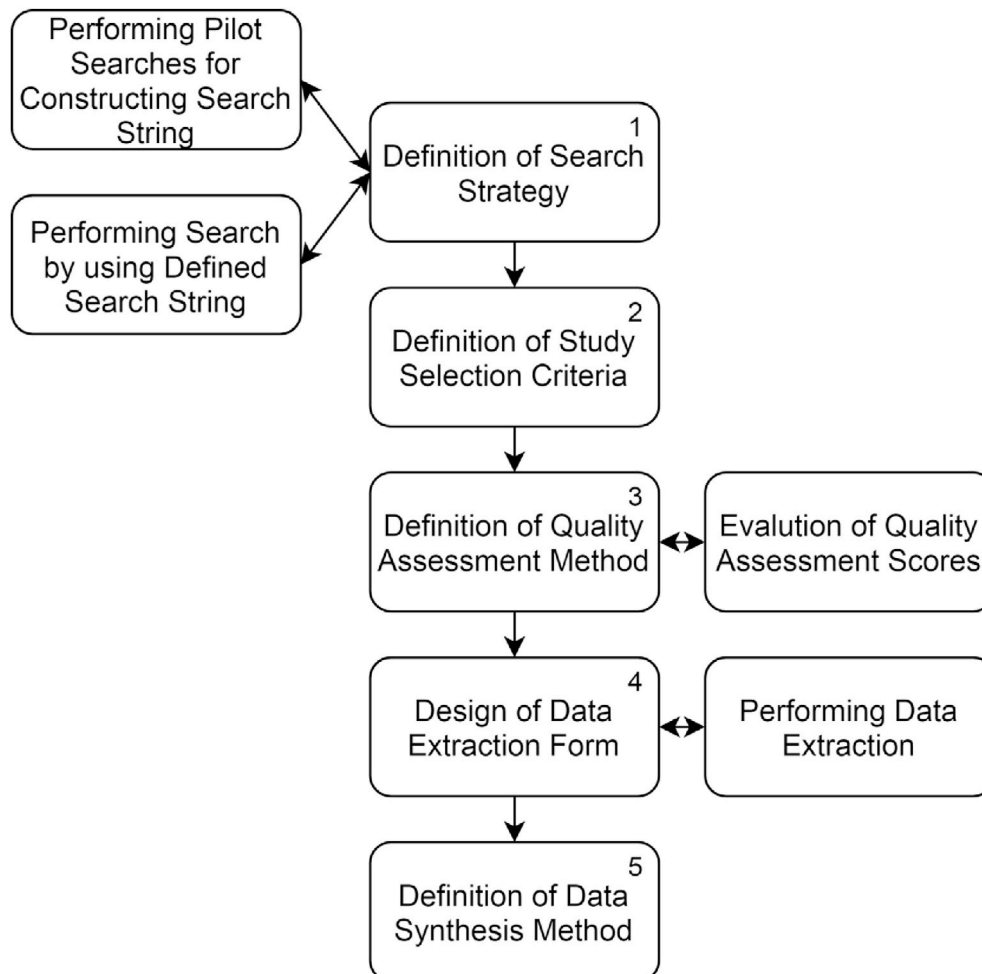 Performing Pilot
Searches for
Constructing Search
String
1
Definition of Search
Strategy
Performing Search
by using Defined
Search String
2
Definition of Study
Selection Criteria
3
Definition of Quality
Assessment Method
Evalution of Quality
Assessment Scores
4
Design of Data
Extraction Form
Performing Data
Extraction
5
Definition of Data
Synthesis Method